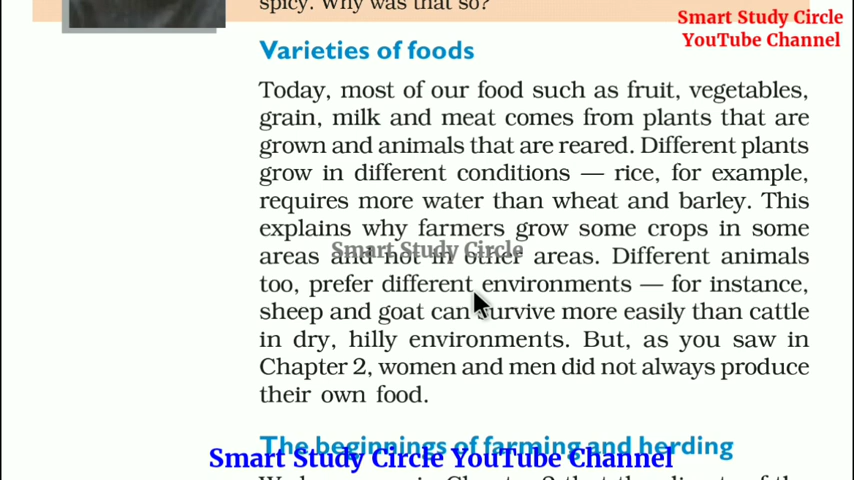 spicy. Why was that so?
Smart Study Circle
YouTube Channel
Varieties of foods
Today, most of our food such as fruit, vegetables,
grain, milk and meat comes from plants that are
grown and animals that are reared. Different plants
grow in different conditions — rice, for example,
requires more water than wheat and barley. This
explains why farmers grow some crops in some
areas and not in other areas. Different animals
Smart Study Circle
too, prefer different environments — for instance,
sheep and goat can survive more easily than cattle
in dry, hilly environments. But, as you saw in
Chapter 2, women and men did not always produce
their own food.
The beginnings of farming and herding
Smart Study Circle YouTube Channel